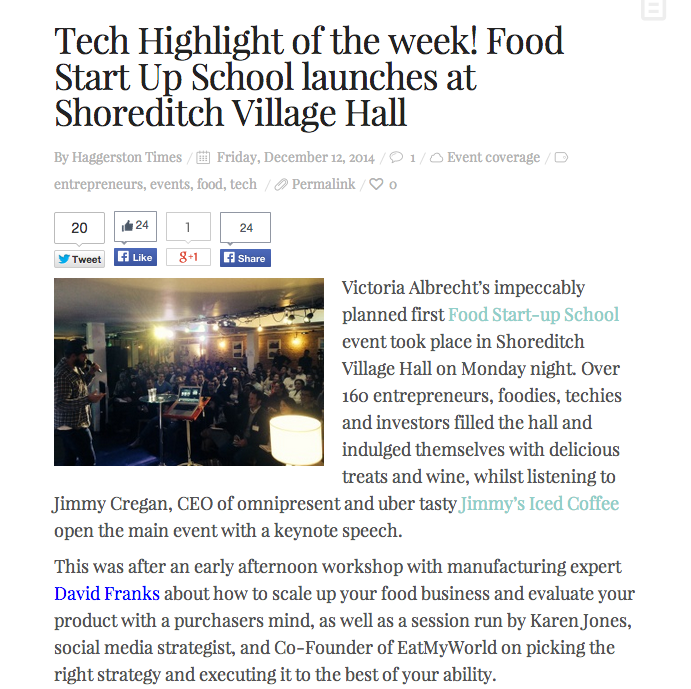 Tech Highlight of the week! Food
Start Up School launches at
Shoreditch Village Hall
By Haggerston Times / Friday, December 12, 2014 / 1 / Event coverage /
entrepreneurs, events, food, tech / Permalink / 0
20 24 1 24
Tweet Like g+1 Share
Victoria Albrecht's impeccably
planned first Food Start-up School
event took place in Shoreditch
Village Hall on Monday night. Over
160 entrepreneurs, foodies, techies
and investors filled the hall and
indulged themselves with delicious
treats and wine, whilst listening to
Jimmy Cregan, CEO of omnipresent and uber tasty Jimmy's Iced Coffee
open the main event with a keynote speech.
This was after an early afternoon workshop with manufacturing expert
David Franks about how to scale up your food business and evaluate your
product with a purchasers mind, as well as a session run by Karen Jones,
social media strategist, and Co-Founder of EatMyWorld on picking the
right strategy and executing it to the best of your ability.